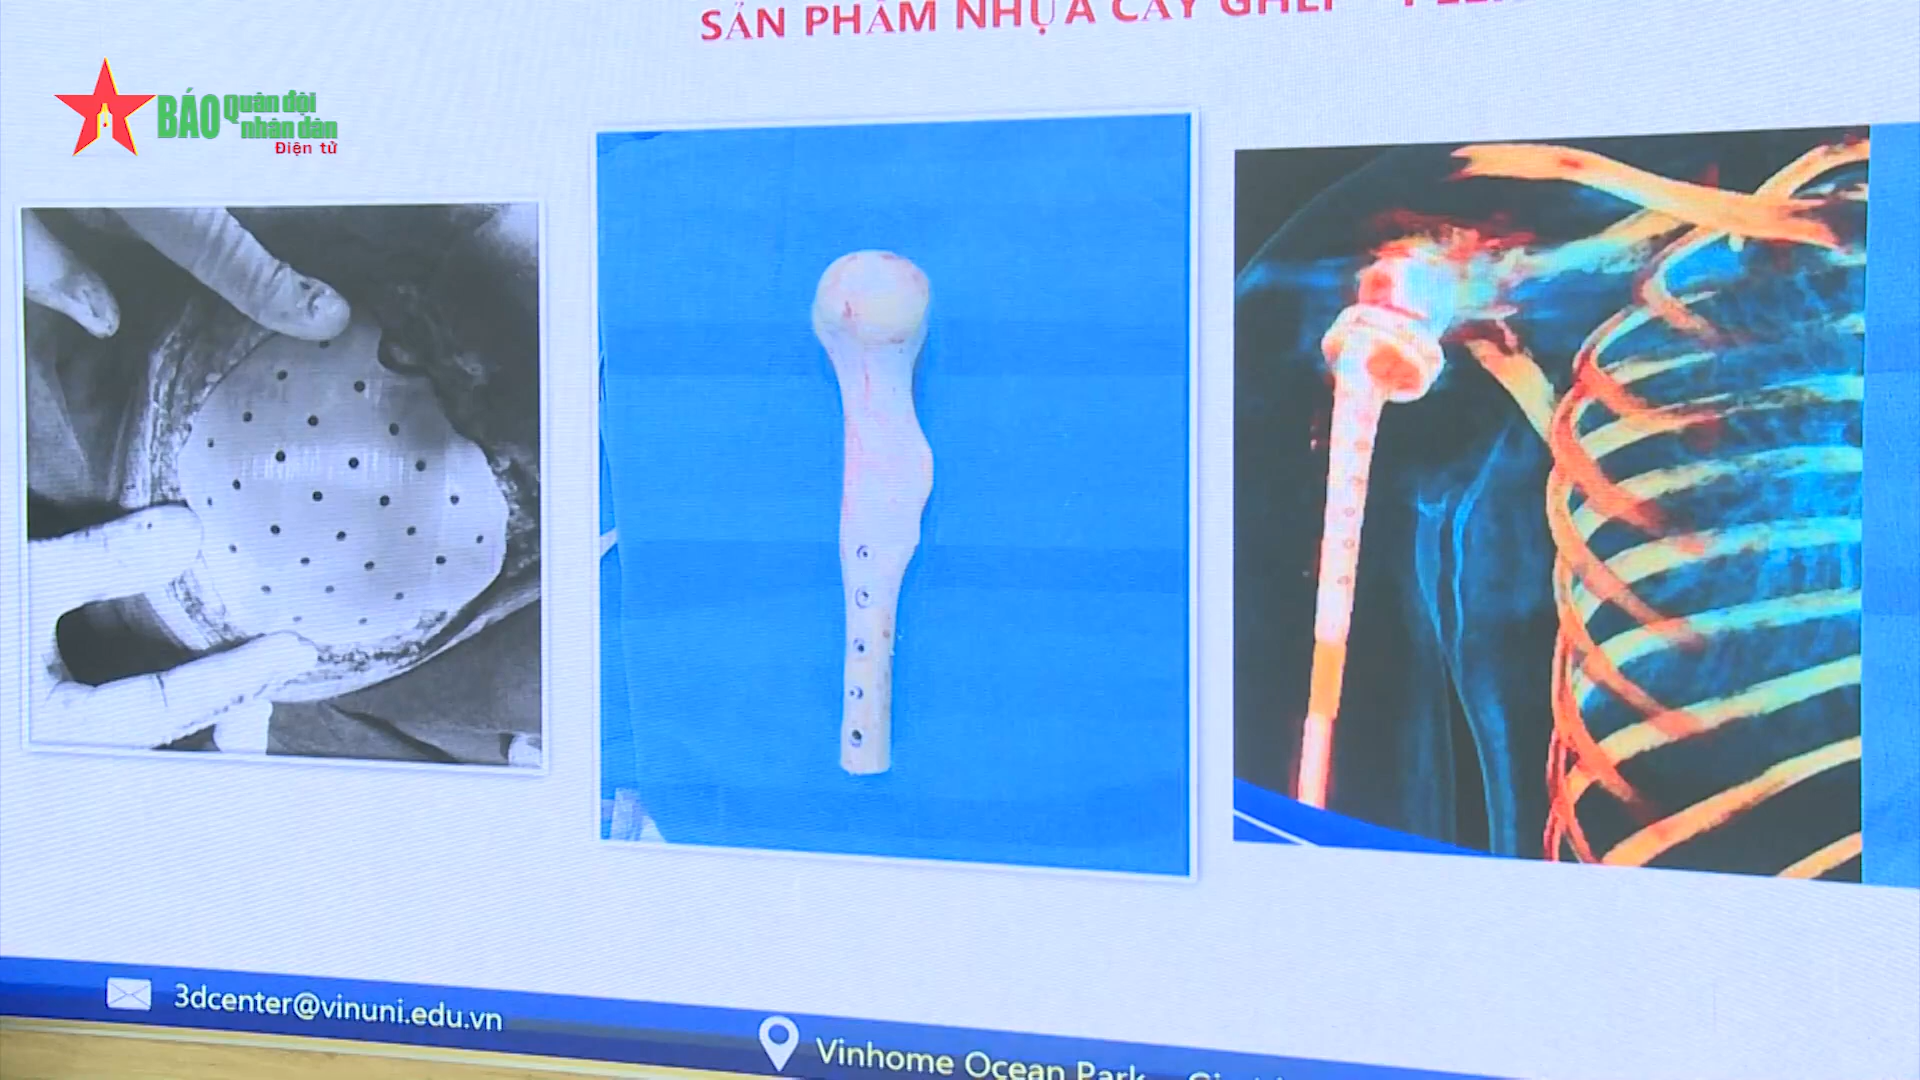 SẢN PHẨM NHỰA CẤY GHÉP
BÁO Quân đội
nhân dân
Điện tử
3dcenter@vinuni.edu.vn
Vinhome Ocean Park -